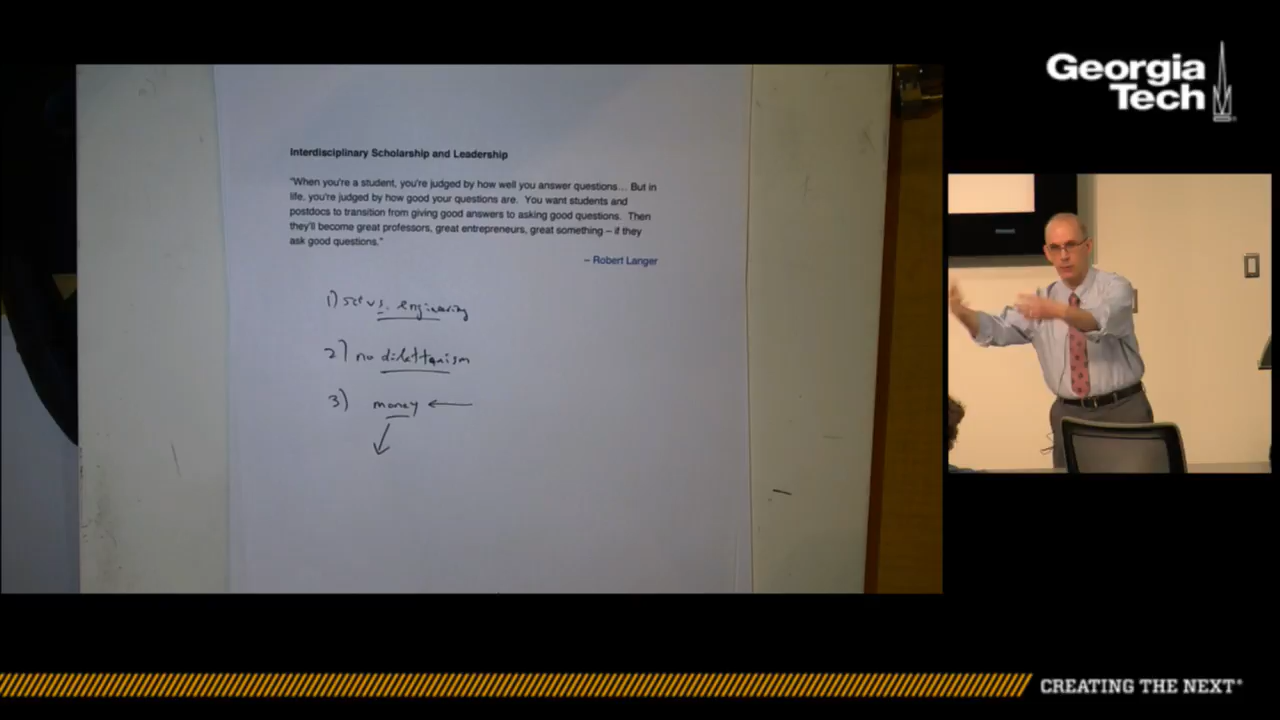 Georgia
Tech
Interdisciplinary Scholarship and Leadership
"When you're a student, you're judged by how well you answer questions... But in
life, you're judged by how good your questions are. You want students and
postdocs to transition from giving good answers to asking good questions. Then
they'll become great professors, great entrepreneurs, great something – if they
ask good questions."
– Robert Langer
1) sci vs. engineering
2) no dilettanism
3) money ←
CREATING THE NEXT®